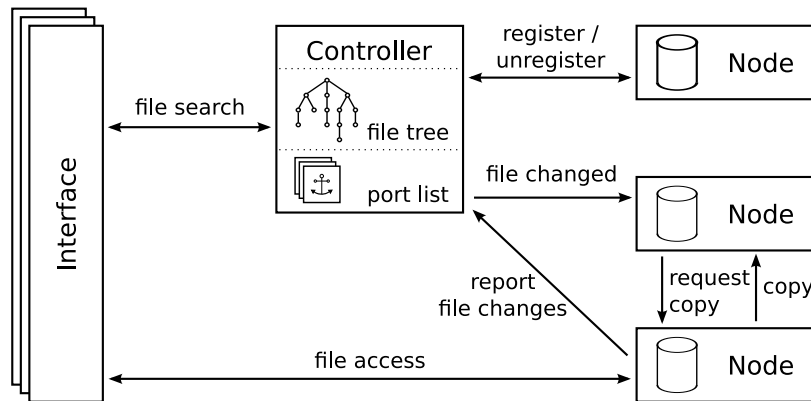 Controller
register /
unregister
Node
file search
file tree
port list
Interface
file changed
Node
report
file changes
request
copy
copy
file access
Node